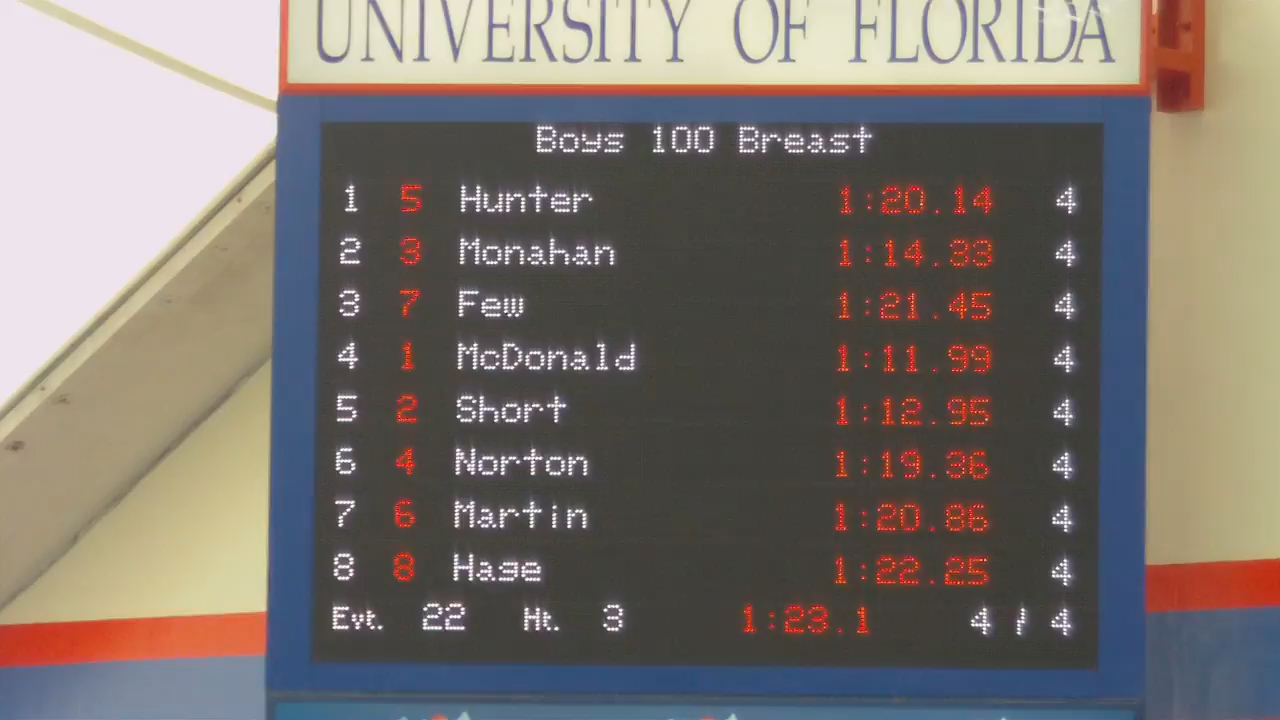 UNIVERSITY OF FLORIDA
Boys 100 Breast
1 5 Hunter 1:20.14 4
2 3 Monahan 1:14.33 4
3 7 Few 1:21.45 4
4 1 McDonald 1:11.99 4
5 2 Short 1:12.95 4
6 4 Norton 1:19.36 4
7 6 Martin 1:20.86 4
8 8 Hage 1:22.25 4
Evt. 22 Ht. 3 1:23.1 4 / 4